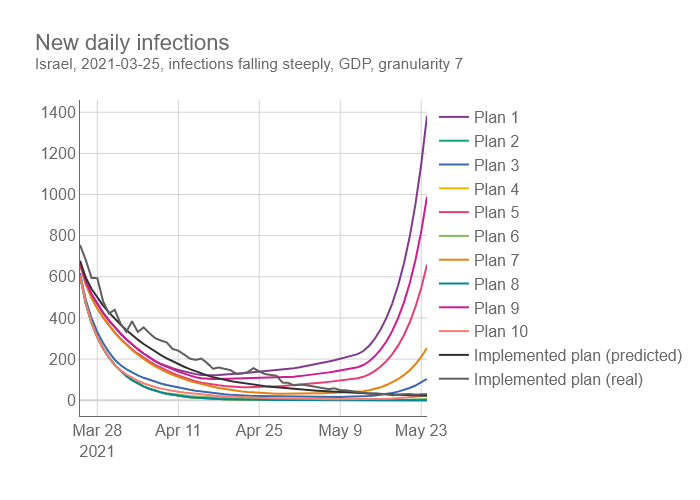 New daily infections
Israel, 2021-03-25, infections falling steeply, GDP, granularity 7
1400
1200
1000
800
600
400
200
0
Mar 28
2021
Apr 11
Apr 25
May 9
May 23
Plan 1
Plan 2
Plan 3
Plan 4
Plan 5
Plan 6
Plan 7
Plan 8
Plan 9
Plan 10
Implemented plan (predicted)
Implemented plan (real)